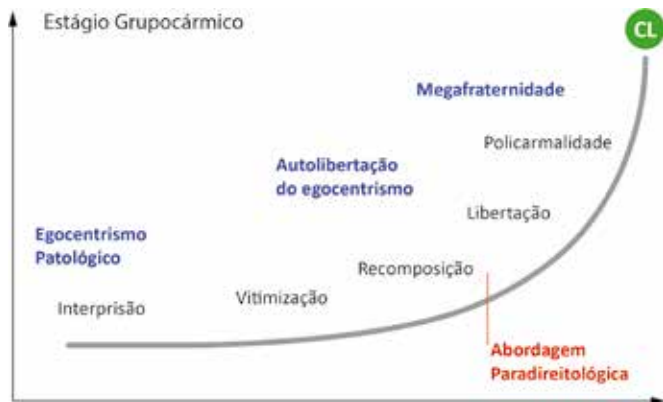 Estágio Grupocármico
CL
Megafraternidade
Policarmalidade
Autolibertação
do egocentrismo
Libertação
Egocentrismo
Patológico
Recomposição
Vitimização
Interprisão
Abordagem
Paradireitológica